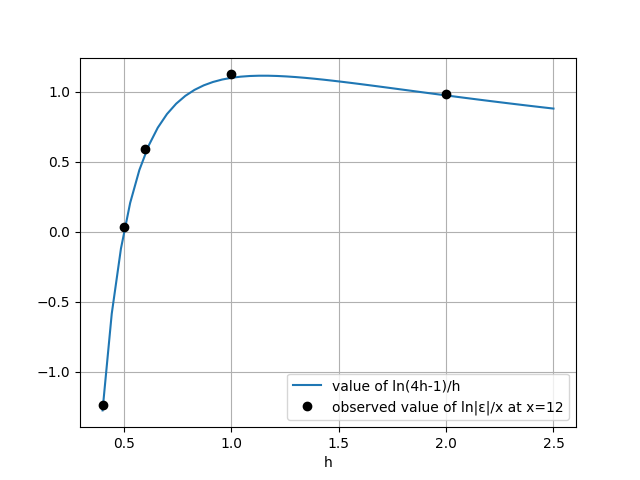 1.0
0.5
0.0
−0.5
−1.0
value of ln(4h-1)/h
observed value of ln|ε|/x at x=12
0.5 1.0 1.5 2.0 2.5
h